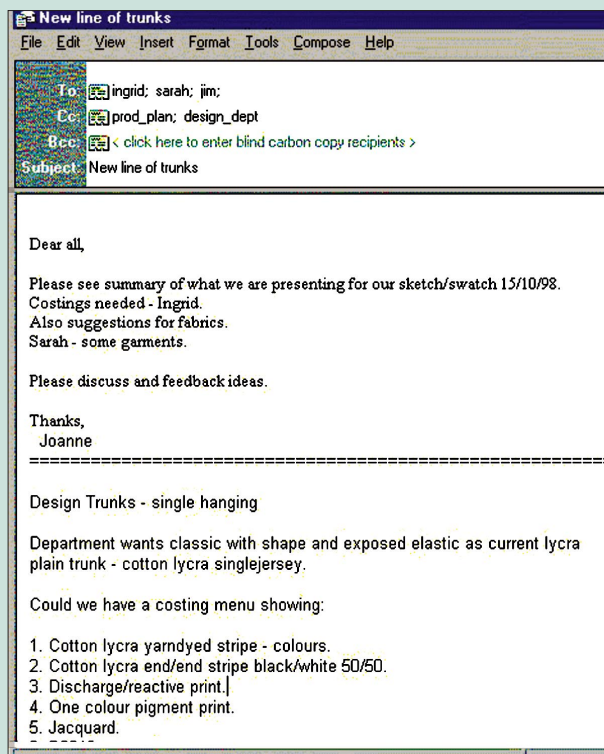 New line of trunks
File Edit View Insert Format Tools Compose Help
To: ingrid; sarah; jim;
Cc: prod_plan; design_dept
Bcc: < click here to enter blind carbon copy recipients >
Subject: New line of trunks
Dear all,
Please see summary of what we are presenting for our sketch/swatch 15/10/98.
Costings needed - Ingrid.
Also suggestions for fabrics.
Sarah - some garments.
Please discuss and feedback ideas.
Thanks,
Joanne
============================================================
Design Trunks - single hanging
Department wants classic with shape and exposed elastic as current lycra
plain trunk - cotton lycra singlejersey.
Could we have a costing menu showing:
1. Cotton lycra yarndyed stripe - colours.
2. Cotton lycra end/end stripe black/white 50/50.
3. Discharge/reactive print.
4. One colour pigment print.
5. Jacquard.